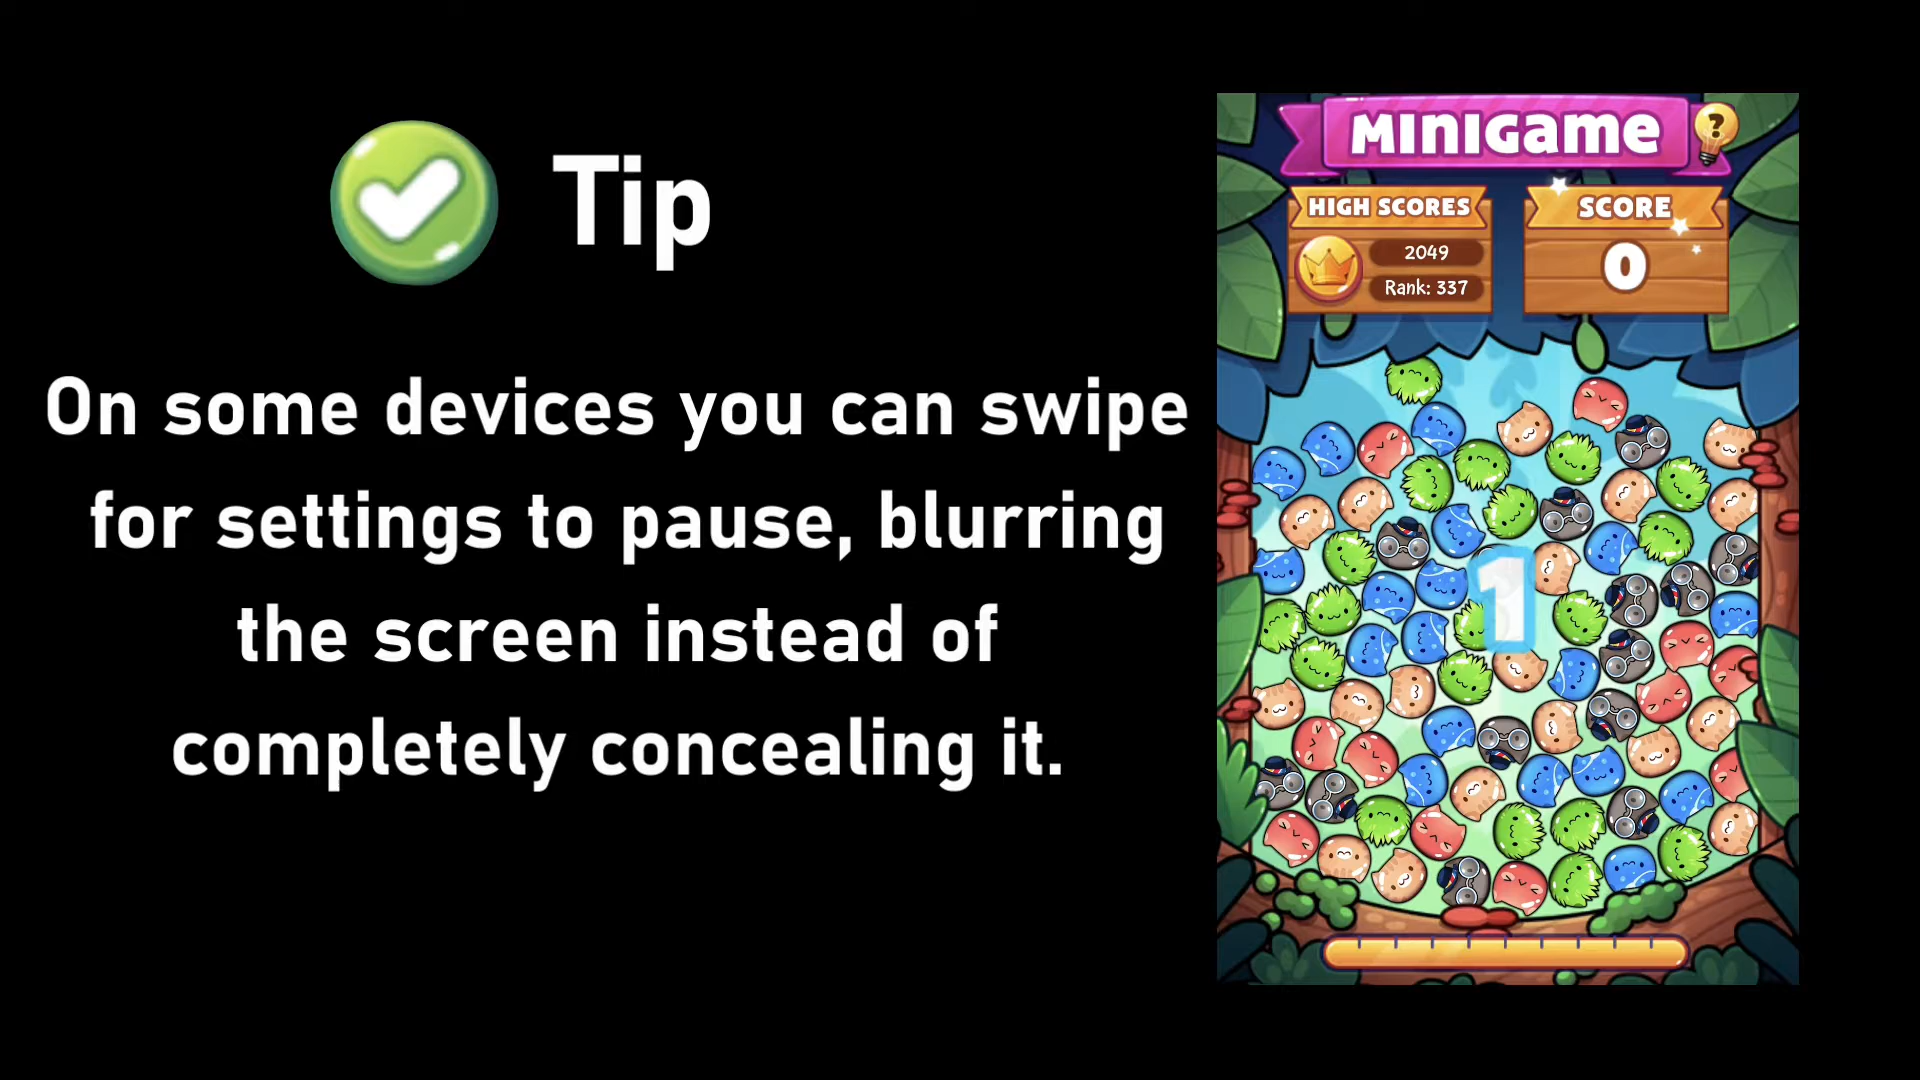 Tip
On some devices you can swipe
for settings to pause, blurring
the screen instead of
completely concealing it.
MINIGame
?
HIGH SCORES
2049
Rank: 337
SCORE
0
1